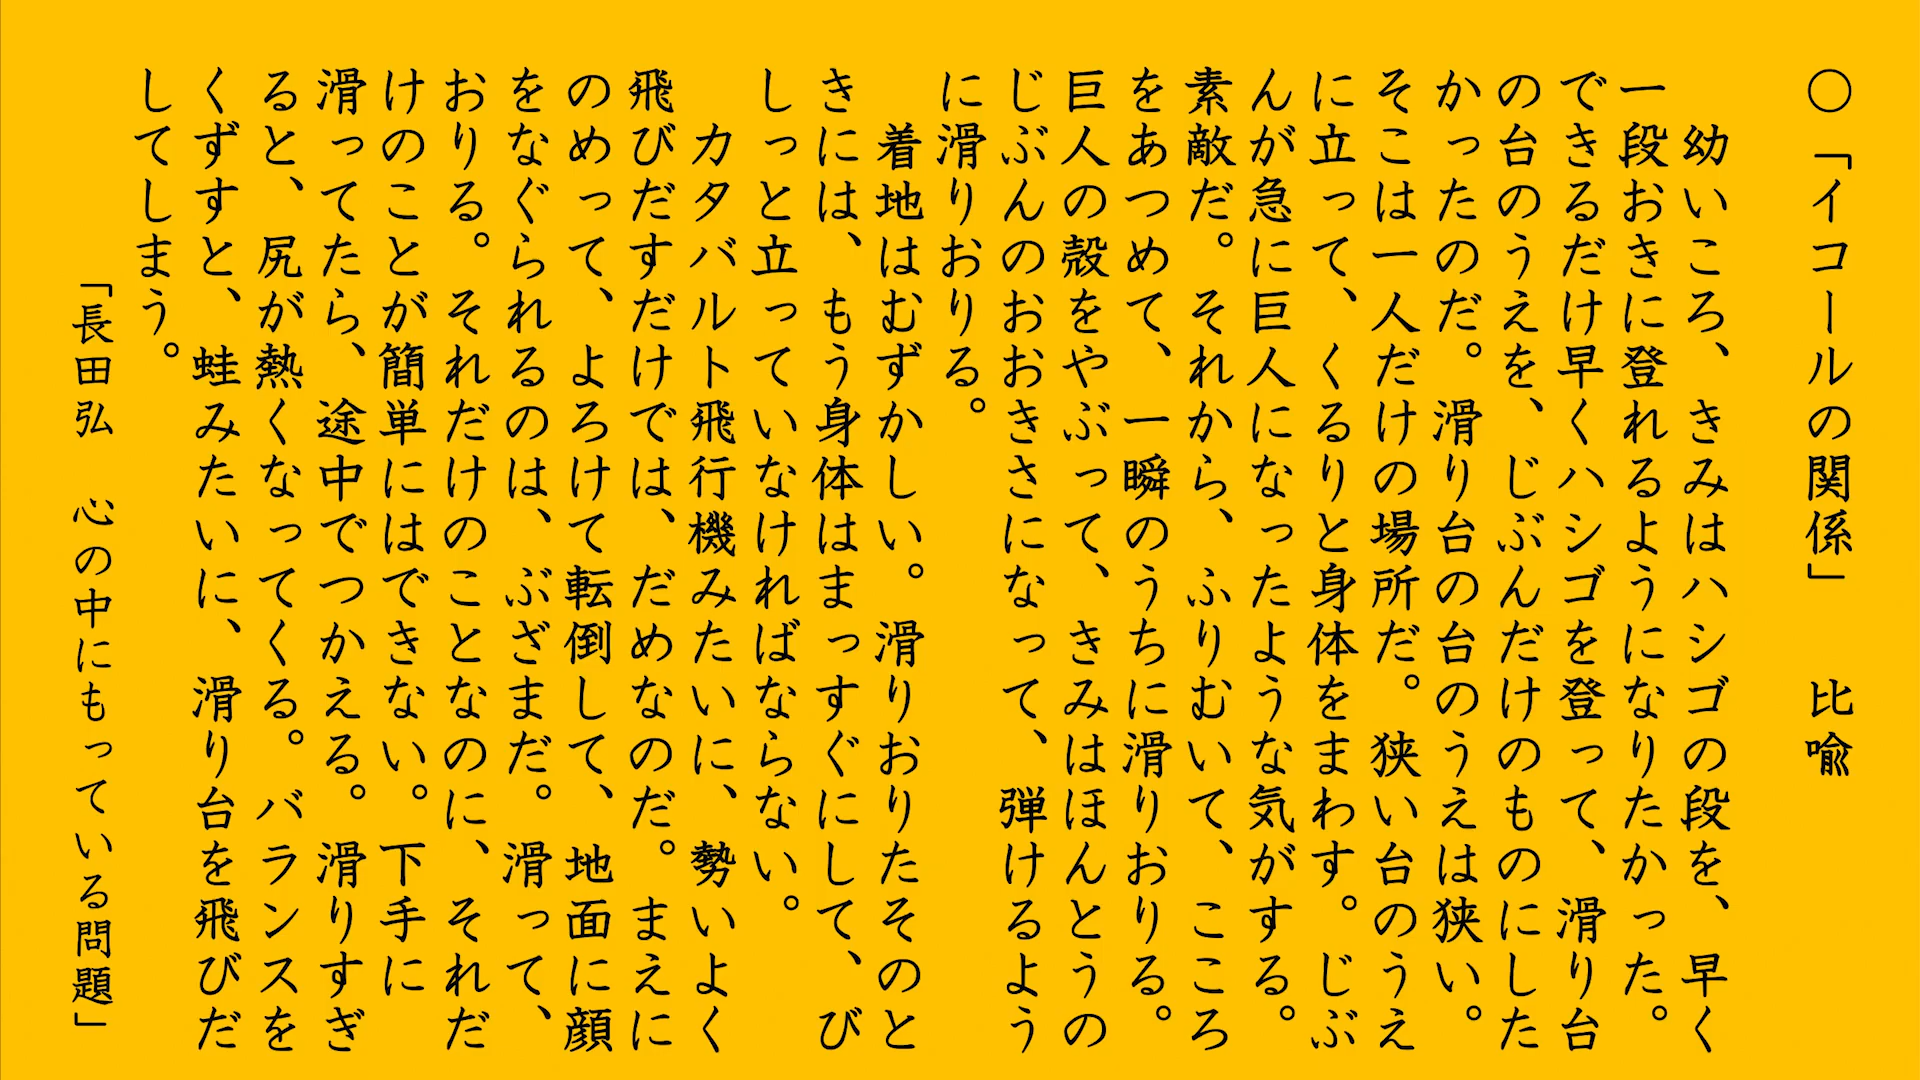 ○「イコールの関係」　比喩
幼いころ、きみはハシゴの段を、早く
一段おきに登れるようになりたかった。
できるだけ早くハシゴを登って、滑り台
の台のうえを、じぶんだけのものにした
かったのだ。滑り台の台のうえは狭い。
そこは一人だけの場所だ。狭い台のうえ
に立って、くるりと身体をまわす。じぶ
んが急に巨人になったような気がする。
素敵だ。それから、ふりむいて、こころ
をあつめて、一瞬のうちに滑りおりる。
巨人の殻をやぶって、きみはほんとうの
じぶんのおおきさになって、弾けるよう
に滑りおりる。
着地はむずかしい。滑りおりたそのと
きには、もう身体はまっすぐにして、び
しっと立っていなければならない。
カタバルト飛行機みたいに、勢いよく
飛びだすだけでは、だめなのだ。まえに
のめって、よろけて転倒して、地面に顔
をなぐられるのは、ぶざまだ。滑って、
おりる。それだけのことなのに、それだ
けのことが簡単にはできない。下手に
滑ってたら、途中でつかえる。滑りすぎ
ると、尻が熱くなってくる。バランスを
くずすと、蛙みたいに、滑り台を飛びだ
してしまう。
「長田弘　心の中にもっている問題」